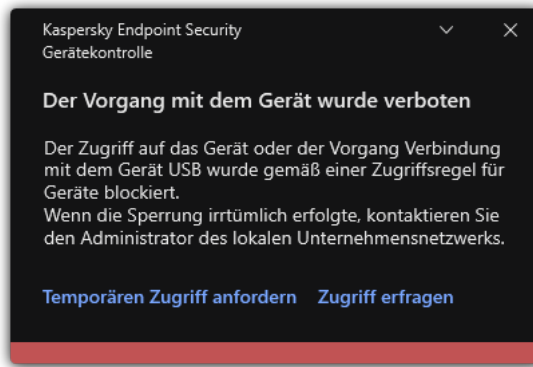 Kaspersky Endpoint Security
Gerätekontrolle
Der Vorgang mit dem Gerät wurde verboten
Der Zugriff auf das Gerät oder der Vorgang Verbindung
mit dem Gerät USB wurde gemäß einer Zugriffsregel für
Geräte blockiert.
Wenn die Sperrung irrtümlich erfolgte, kontaktieren Sie
den Administrator des lokalen Unternehmensnetzwerks.
Temporären Zugriff anfordern Zugriff erfragen